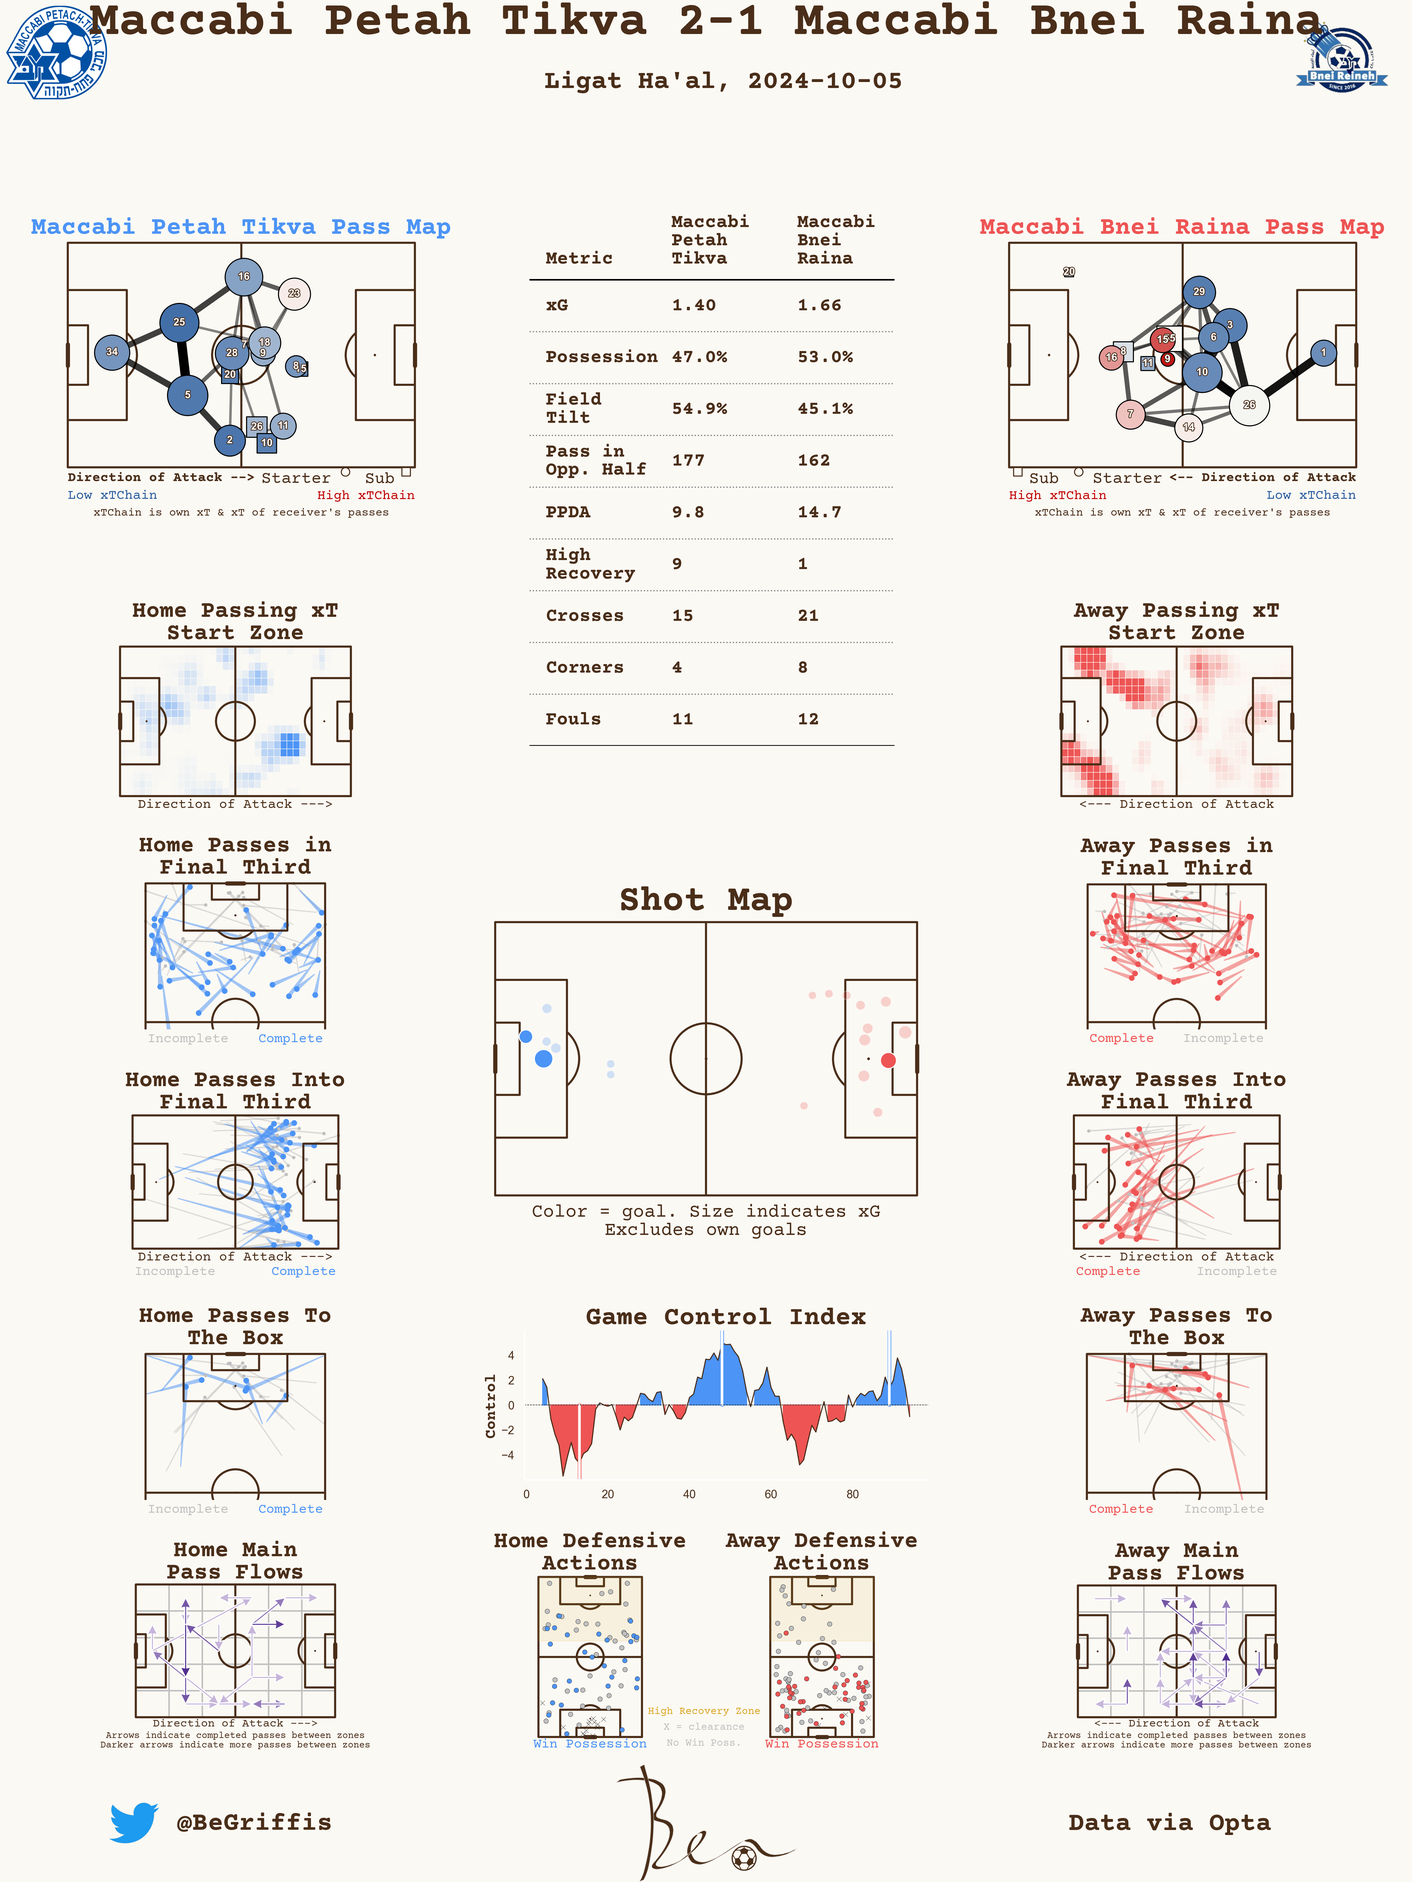 Maccabi Petah Tikva 2-1 Maccabi Bnei Raina
Ligat Ha'al, 2024-10-05
MACCABI PETACH-TIKVA
Bnei Reineh
SINCE 2016
Maccabi Petah Tikva Pass Map
16
23
25
34
7
18
28
9
8
5
20
5
26
11
2
10
Direction of Attack --> Starter Sub
Low xTChain High xTChain
xTChain is own xT & xT of receiver's passes
Metric Maccabi Petah Tikva Maccabi Bnei Raina
xG 1.40 1.66
Possession 47.0% 53.0%
Field Tilt 54.9% 45.1%
Pass in Opp. Half 177 162
PPDA 9.8 14.7
High Recovery 9 1
Crosses 15 21
Corners 4 8
Fouls 11 12
Maccabi Bnei Raina Pass Map
20
29
3
15
5
6
8
16
11
9
1
10
26
7
14
Sub Starter <-- Direction of Attack
High xTChain Low xTChain
xTChain is own xT & xT of receiver's passes
Home Passing xT
Start Zone
Direction of Attack --->
Away Passing xT
Start Zone
<--- Direction of Attack
Home Passes in
Final Third
Incomplete Complete
Away Passes in
Final Third
Complete Incomplete
Shot Map
Color = goal. Size indicates xG
Excludes own goals
Home Passes Into
Final Third
Direction of Attack --->
Incomplete Complete
Away Passes Into
Final Third
<--- Direction of Attack
Complete Incomplete
Home Passes To
The Box
Incomplete Complete
Game Control Index
Control
4
2
0
−2
−4
0 20 40 60 80
Away Passes To
The Box
Complete Incomplete
Home Main
Pass Flows
Direction of Attack --->
Arrows indicate completed passes between zones
Darker arrows indicate more passes between zones
Home Defensive
Actions
Win Possession
Away Defensive
Actions
Win Possession
High Recovery Zone
X = clearance
No Win Poss.
Away Main
Pass Flows
<--- Direction of Attack
Arrows indicate completed passes between zones
Darker arrows indicate more passes between zones
@BeGriffis
Ben
Data via Opta